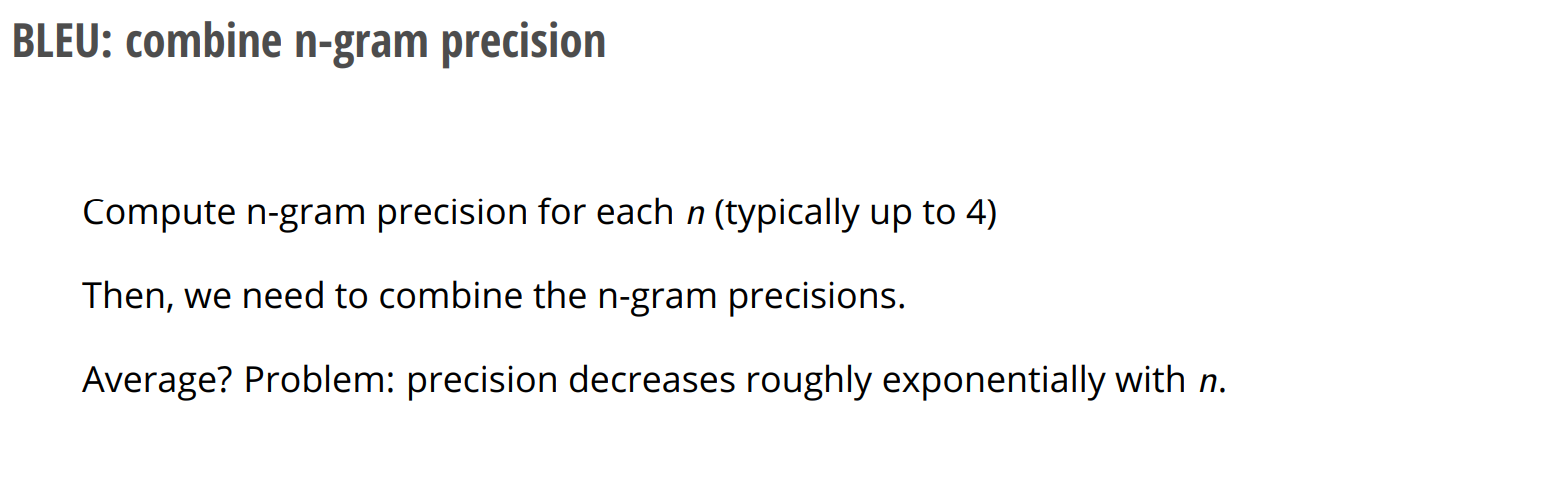 BLEU: combine n-gram precision
Compute n-gram precision for each n (typically up to 4)
Then, we need to combine the n-gram precisions.
Average? Problem: precision decreases roughly exponentially with n.